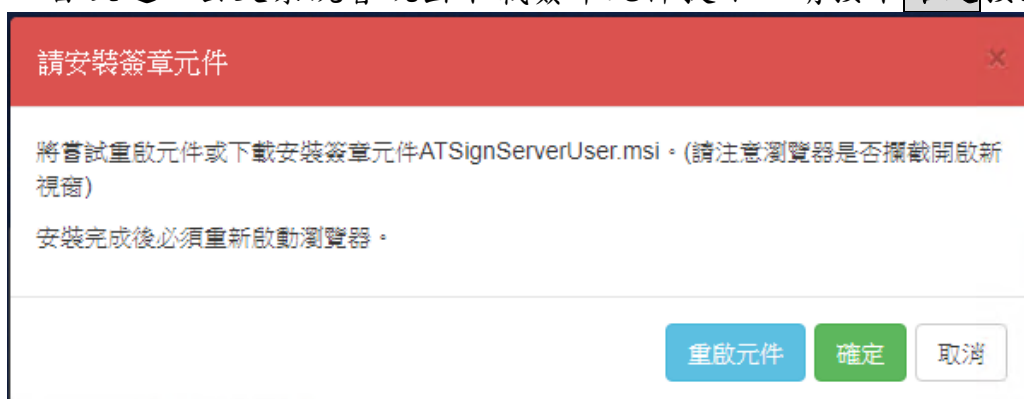 請安裝簽章元件
×
將嘗試重啟元件或下載安裝簽章元件ATSignServerUser.msi。(請注意瀏覽器是否攔截開啟新
視窗)
安裝完成後必須重新啟動瀏覽器。
重啟元件
確定
取消